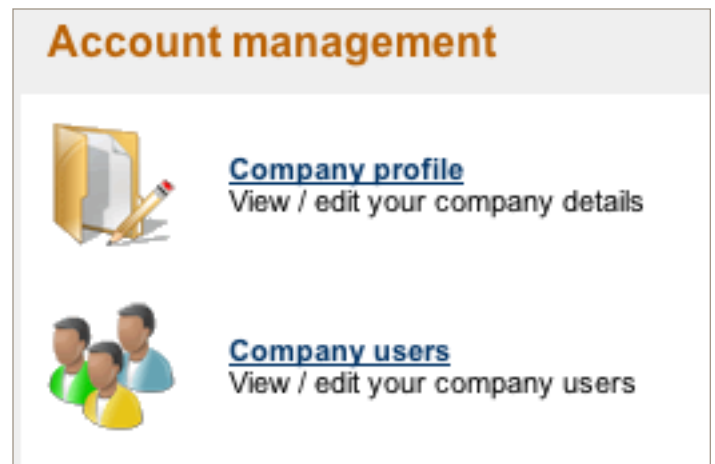 Account management
Company profile
View / edit your company details
Company users
View / edit your company users